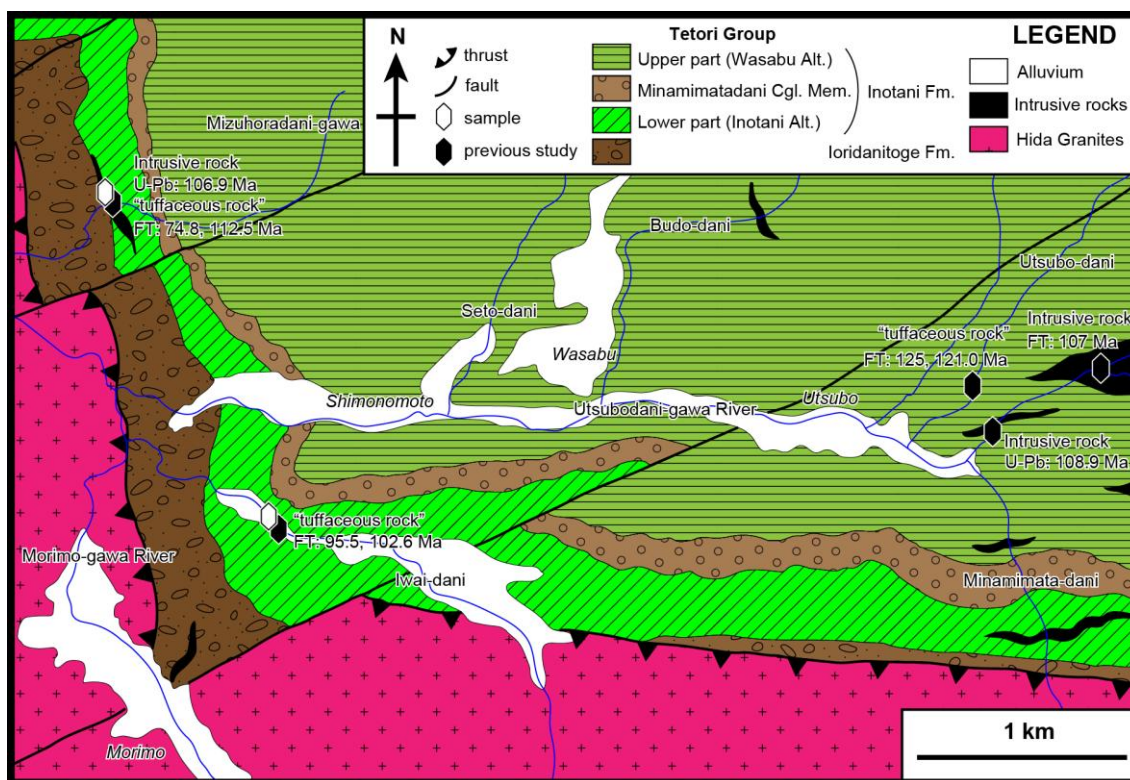 N
thrust
fault
sample
previous study
Tetori Group
Upper part (Wasabu Alt.)
Minamimatadani Cgl. Mem.
Lower part (Inotani Alt.)
Inotani Fm.
Ioridanitoge Fm.
LEGEND
Alluvium
Intrusive rocks
Hida Granites
Mizuhoradani-gawa
Intrusive rock
U-Pb: 106.9 Ma
"tuffaceous rock"
FT: 74.8, 112.5 Ma
Budo-dani
Utsubo-dani
Seto-dani
Wasabu
"tuffaceous rock"
FT: 125, 121.0 Ma
Intrusive rock
FT: 107 Ma
Shimonomoto
Utsubodani-gawa River
Utsubo
Intrusive rock
U-Pb: 108.9 Ma
"tuffaceous rock"
FT: 95.5, 102.6 Ma
Morimo-gawa River
Iwai-dani
Minamimata-dani
Morimo
1 km